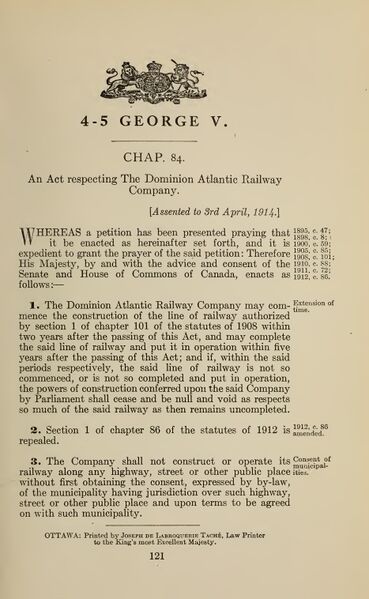 4-5 GEORGE V.
CHAP. 84.
An Act respecting The Dominion Atlantic Railway
Company.
[Assented to 3rd April, 1914.]
WHEREAS a petition has been presented praying that
it be enacted as hereinafter set forth, and it is
expedient to grant the prayer of the said petition: Therefore
His Majesty, by and with the advice and consent of the
Senate and House of Commons of Canada, enacts as
follows:—
1895, c. 47;
1898, c. 8;
1900, c. 59;
1905, c. 85;
1908, c. 101;
1910, c. 88;
1911, c. 72;
1912, c. 86.
1. The Dominion Atlantic Railway Company may com-
mence the construction of the line of railway authorized
by section 1 of chapter 101 of the statutes of 1908 within
two years after the passing of this Act, and may complete
the said line of railway and put it in operation within five
years after the passing of this Act; and if, within the said
periods respectively, the said line of railway is not so
commenced, or is not so completed and put in operation,
the powers of construction conferred upon the said Company
by Parliament shall cease and be null and void as respects
so much of the said railway as then remains uncompleted.
Extension of
time.
2. Section 1 of chapter 86 of the statutes of 1912 is
repealed.
1912, c. 86
amended.
3. The Company shall not construct or operate its
railway along any highway, street or other public place
without first obtaining the consent, expressed by by-law,
of the municipality having jurisdiction over such highway,
street or other public place and upon terms to be agreed
on with such municipality.
Consent of
municipal-
ities.
OTTAWA: Printed by JOSEPH DE LABROQUERIE TACHÉ, Law Printer
to the King's most Excellent Majesty.
121